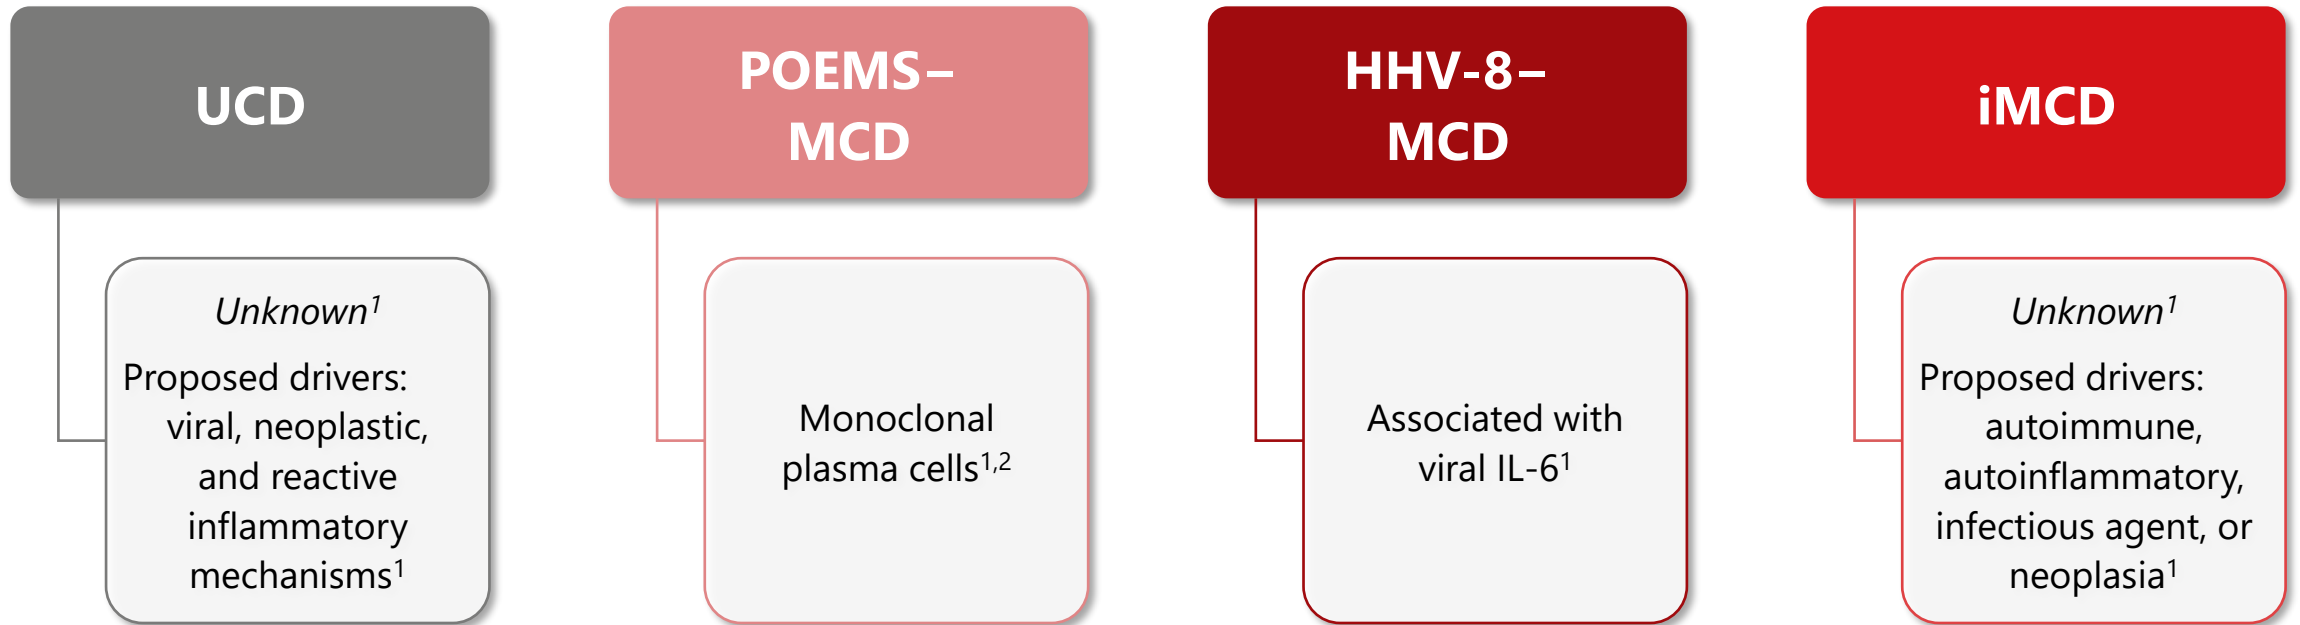 UCD
Unknown¹
Proposed drivers:
viral, neoplastic,
and reactive
inflammatory
mechanisms¹
POEMS–
MCD
Monoclonal
plasma cells¹,²
HHV-8–
MCD
Associated with
viral IL-6¹
iMCD
Unknown¹
Proposed drivers:
autoimmune,
autoinflammatory,
infectious agent, or
neoplasia¹